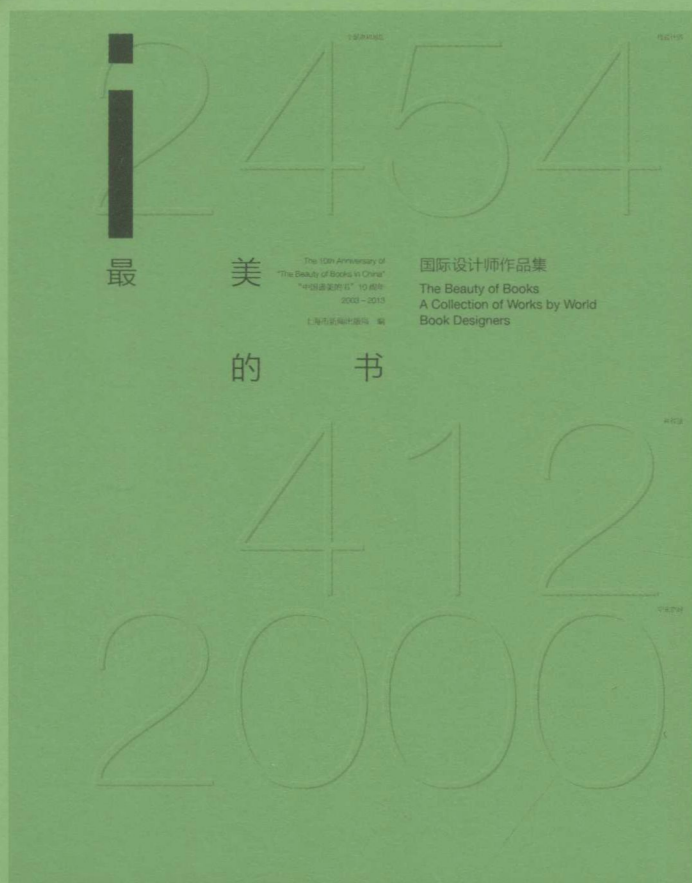 i
2454
最 美
The 10th Anniversary of
"The Beauty of Books in China"
"中国最美的书"10周年
2003 – 2013
上海市新闻出版局 编
国际设计师作品集
The Beauty of Books
A Collection of Works by World
Book Designers
的 书
412
2000